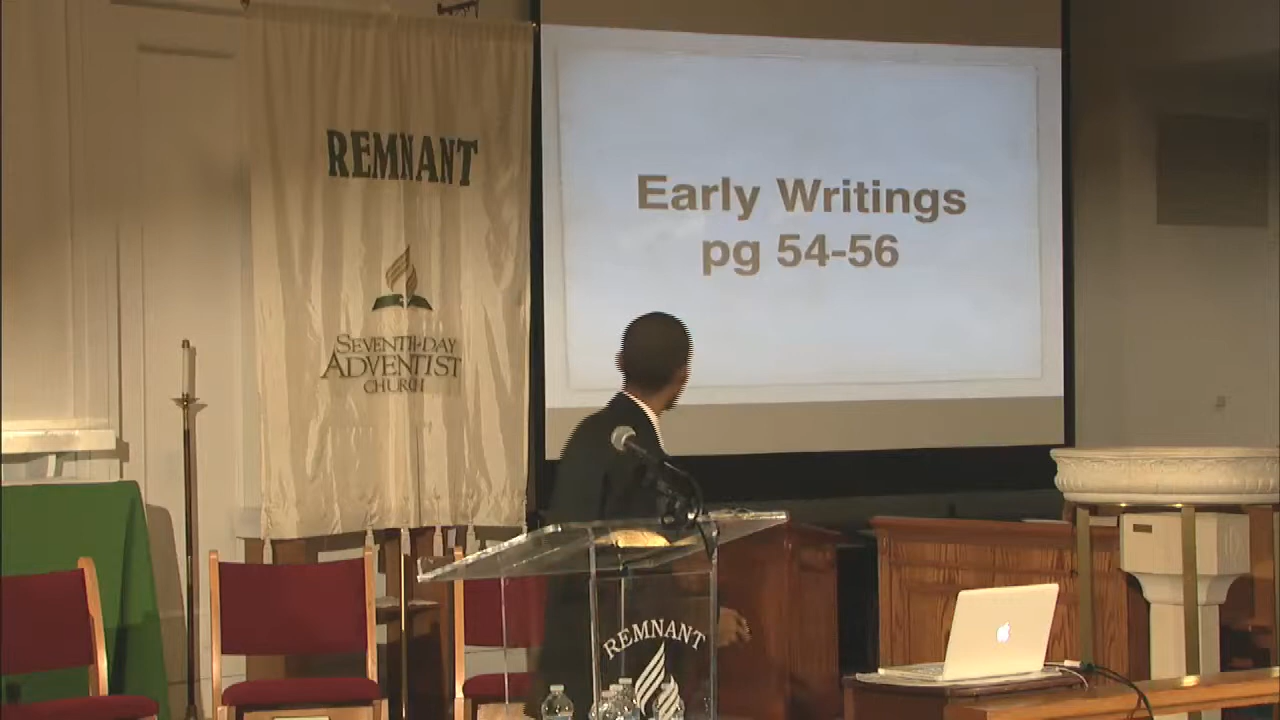 REMNANT
SEVENTH-DAY
ADVENTIST
CHURCH
Early Writings
pg 54-56
REMNANT